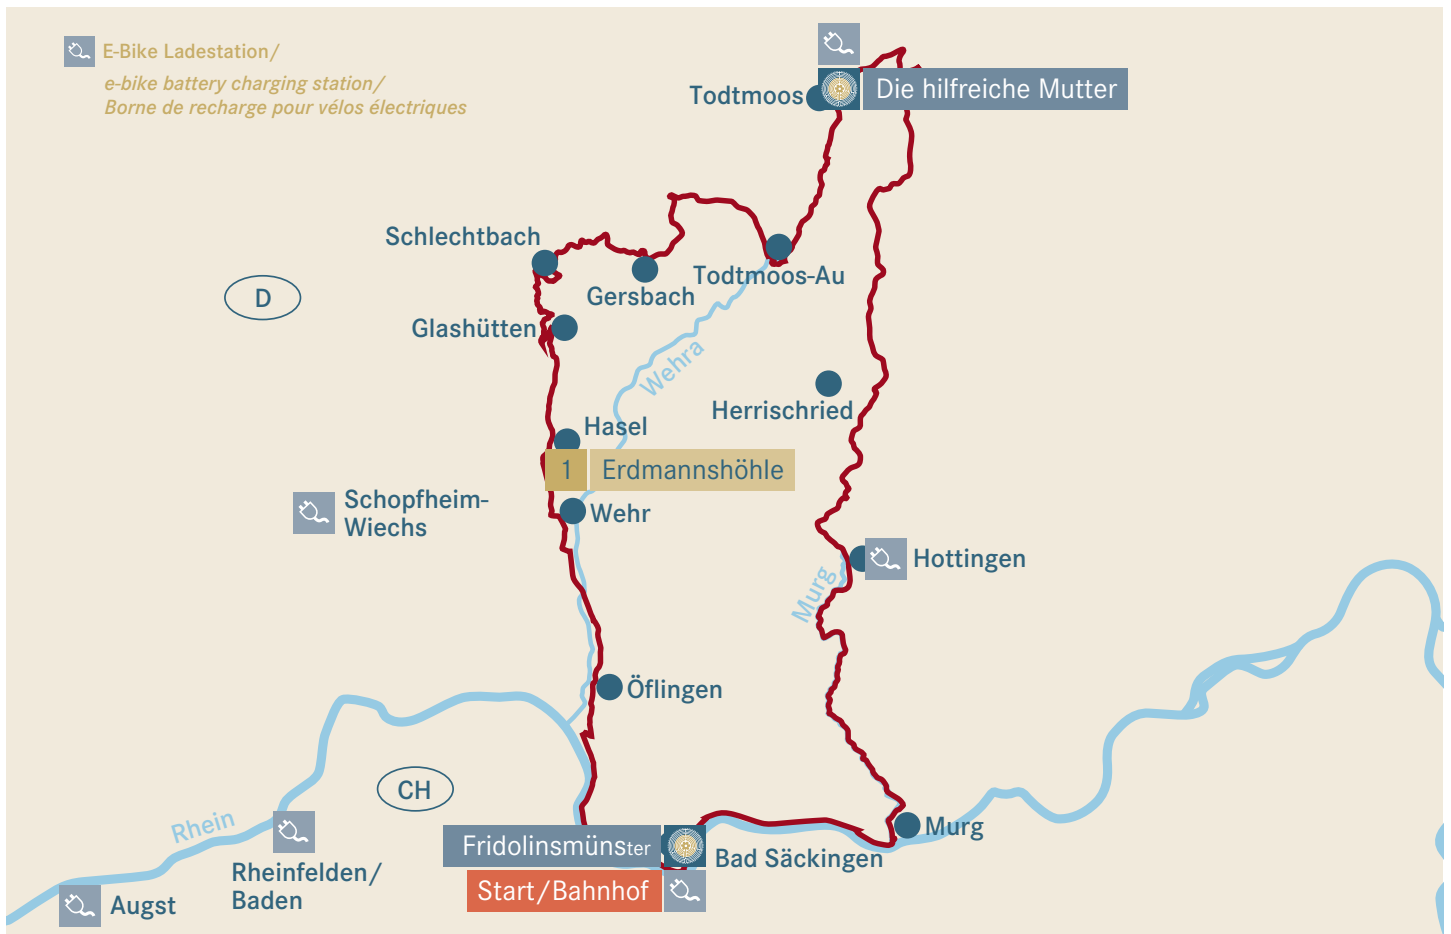 E-Bike Ladestation/
e-bike battery charging station/
Borne de recharge pour vélos électriques
Todtmoos
Die hilfreiche Mutter
Schlechtbach
Todtmoos-Au
Gersbach
D
Glashütten
Wehra
Herrischried
Hasel
1 Erdmannshöhle
Schopfheim-
Wiechs
Wehr
Hottingen
Murg
Öflingen
CH
Rhein
Murg
Fridolinsmünster
Bad Säckingen
Rheinfelden/
Baden
Start/Bahnhof
Augst